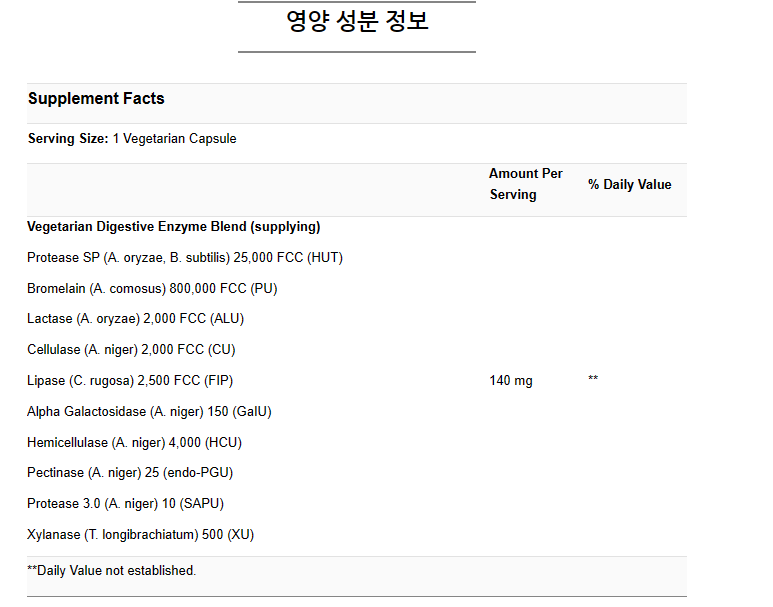 영양 성분 정보
Supplement Facts
Serving Size: 1 Vegetarian Capsule
Amount Per
Serving
% Daily Value
Vegetarian Digestive Enzyme Blend (supplying)
Protease SP (A. oryzae, B. subtilis) 25,000 FCC (HUT)
Bromelain (A. comosus) 800,000 FCC (PU)
Lactase (A. oryzae) 2,000 FCC (ALU)
Cellulase (A. niger) 2,000 FCC (CU)
Lipase (C. rugosa) 2,500 FCC (FIP) 140 mg **
Alpha Galactosidase (A. niger) 150 (GalU)
Hemicellulase (A. niger) 4,000 (HCU)
Pectinase (A. niger) 25 (endo-PGU)
Protease 3.0 (A. niger) 10 (SAPU)
Xylanase (T. longibrachiatum) 500 (XU)
**Daily Value not established.